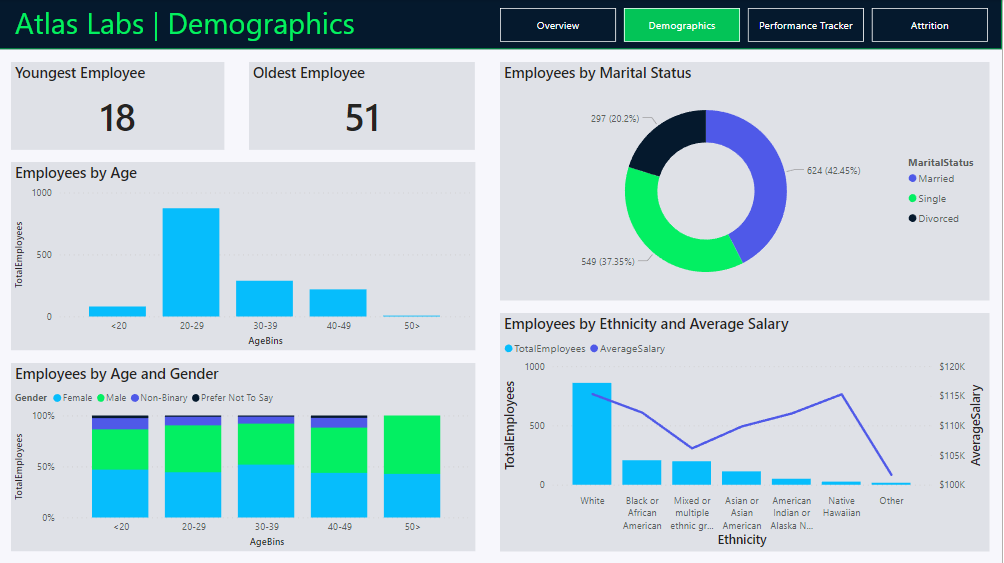 Atlas Labs | Demographics
Overview
Demographics
Performance Tracker
Attrition
Youngest Employee
18
Oldest Employee
51
Employees by Age
TotalEmployees
1000
500
0
<20
20-29
30-39
40-49
50>
AgeBins
Employees by Age and Gender
Gender Female Male Non-Binary Prefer Not To Say
TotalEmployees
100%
50%
0%
<20
20-29
30-39
40-49
50>
AgeBins
Employees by Marital Status
297 (20.2%)
624 (42.45%)
549 (37.35%)
MaritalStatus
Married
Single
Divorced
Employees by Ethnicity and Average Salary
TotalEmployees AverageSalary
TotalEmployees
1000
500
0
$120K
$115K
$110K
$105K
$100K
AverageSalary
White
Black or
African
American
Mixed or
multiple
ethnic gr...
Asian or
Asian
American
American
Indian or
Alaska N...
Native
Hawaiian
Other
Ethnicity